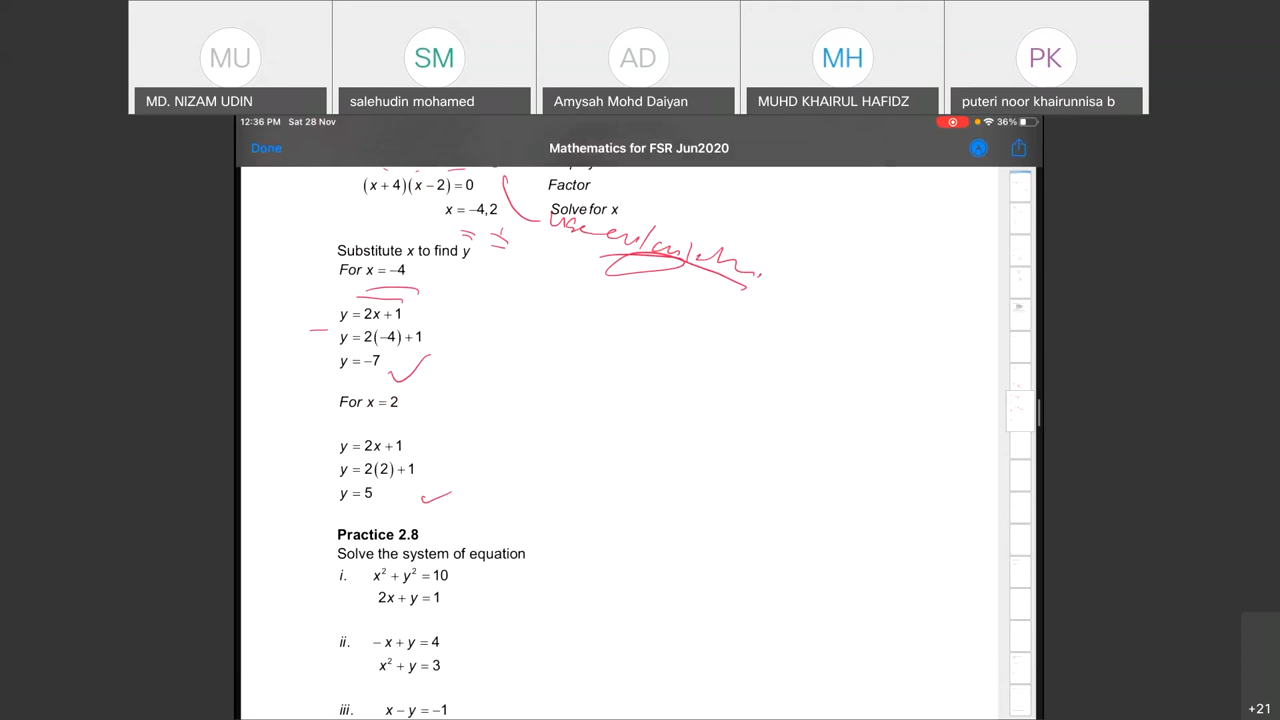 MU
SM
AD
MH
PK
MD. NIZAM UDIN
salehudin mohamed
Amysah Mohd Daiyan
MUHD KHAIRUL HAFIDZ
puteri noor khairunnisa b
12:36 PM Sat 28 Nov
36%
Done
Mathematics for FSR Jun2020
(x + 4)(x − 2) = 0 Factor
x = −4,2 Solve for x
use calculator
Substitute x to find y
For x = −4
y = 2x + 1
y = 2(−4) + 1
y = −7
For x = 2
y = 2x + 1
y = 2(2) + 1
y = 5
Practice 2.8
Solve the system of equation
i. x² + y² = 10
2x + y = 1
ii. − x + y = 4
x² + y = 3
iii. x − y = −1
+21